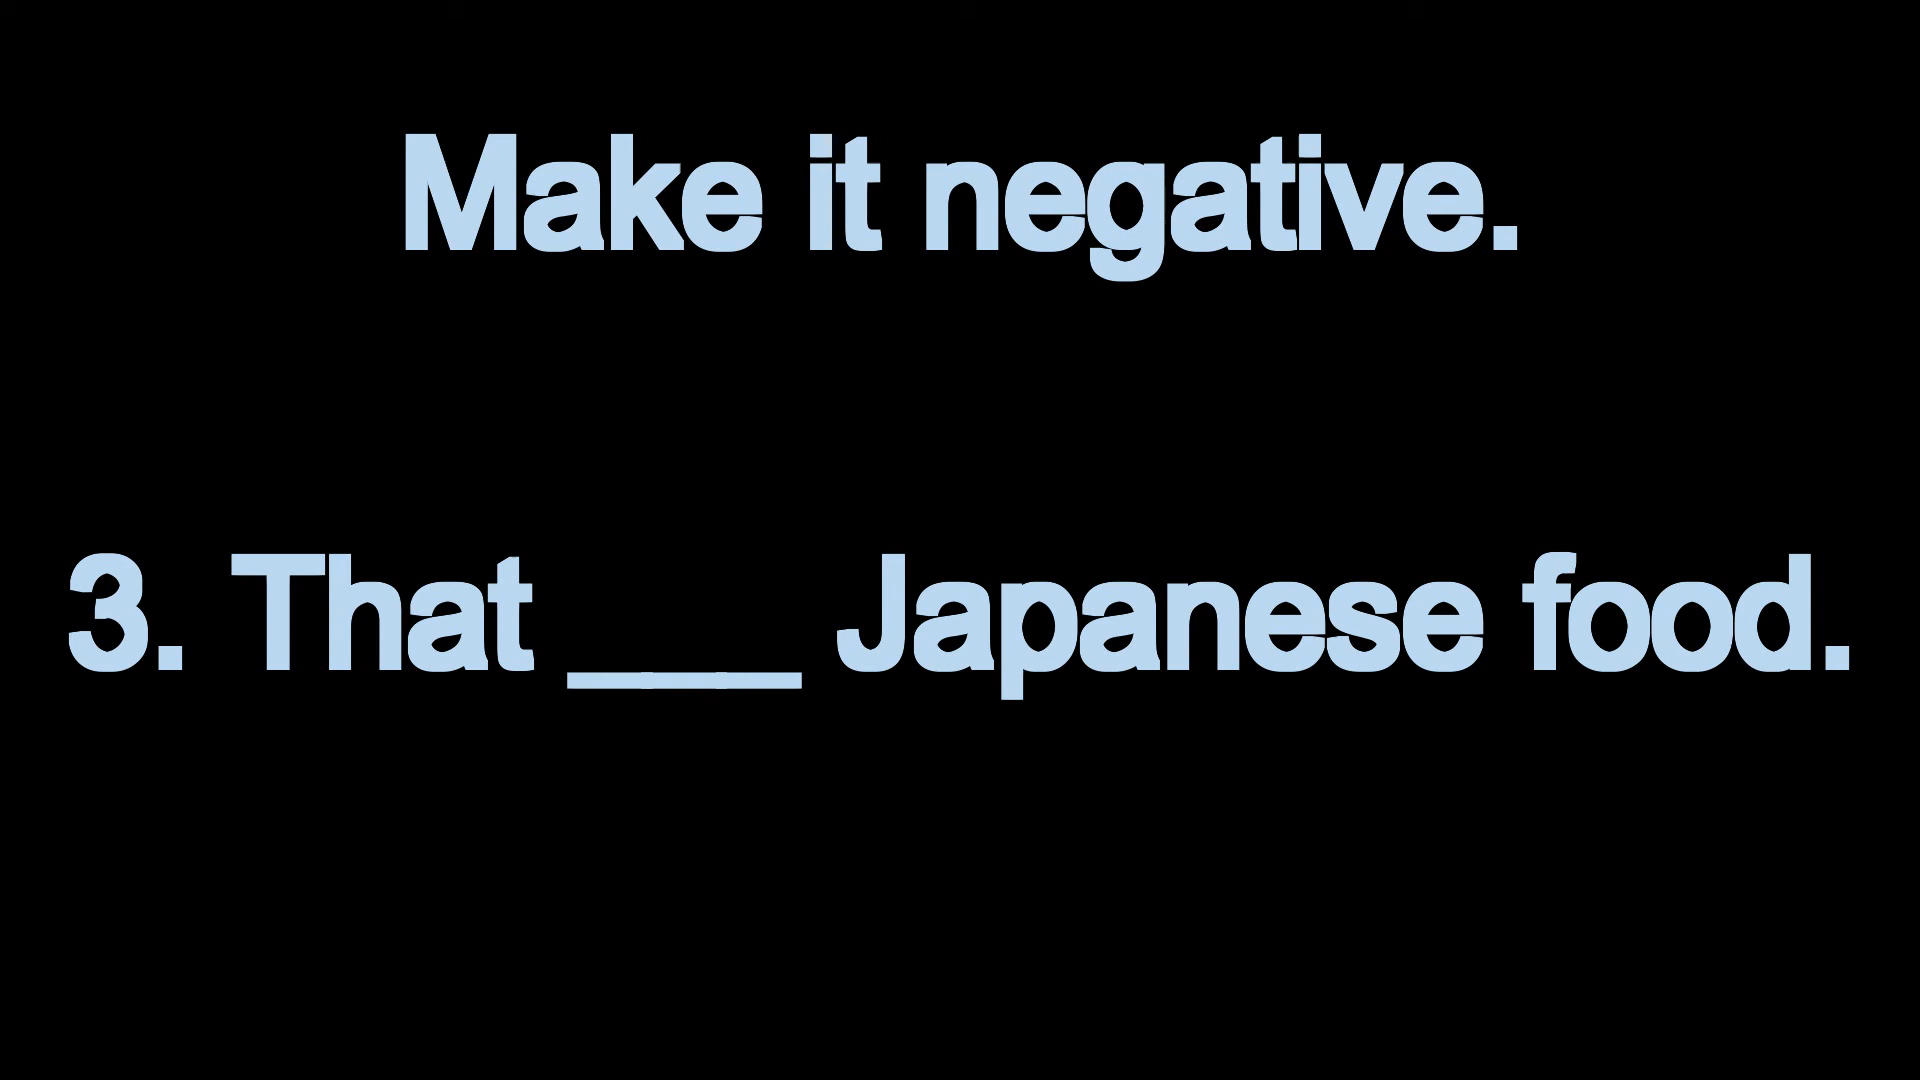 Make it negative.
3. That ___ Japanese food.